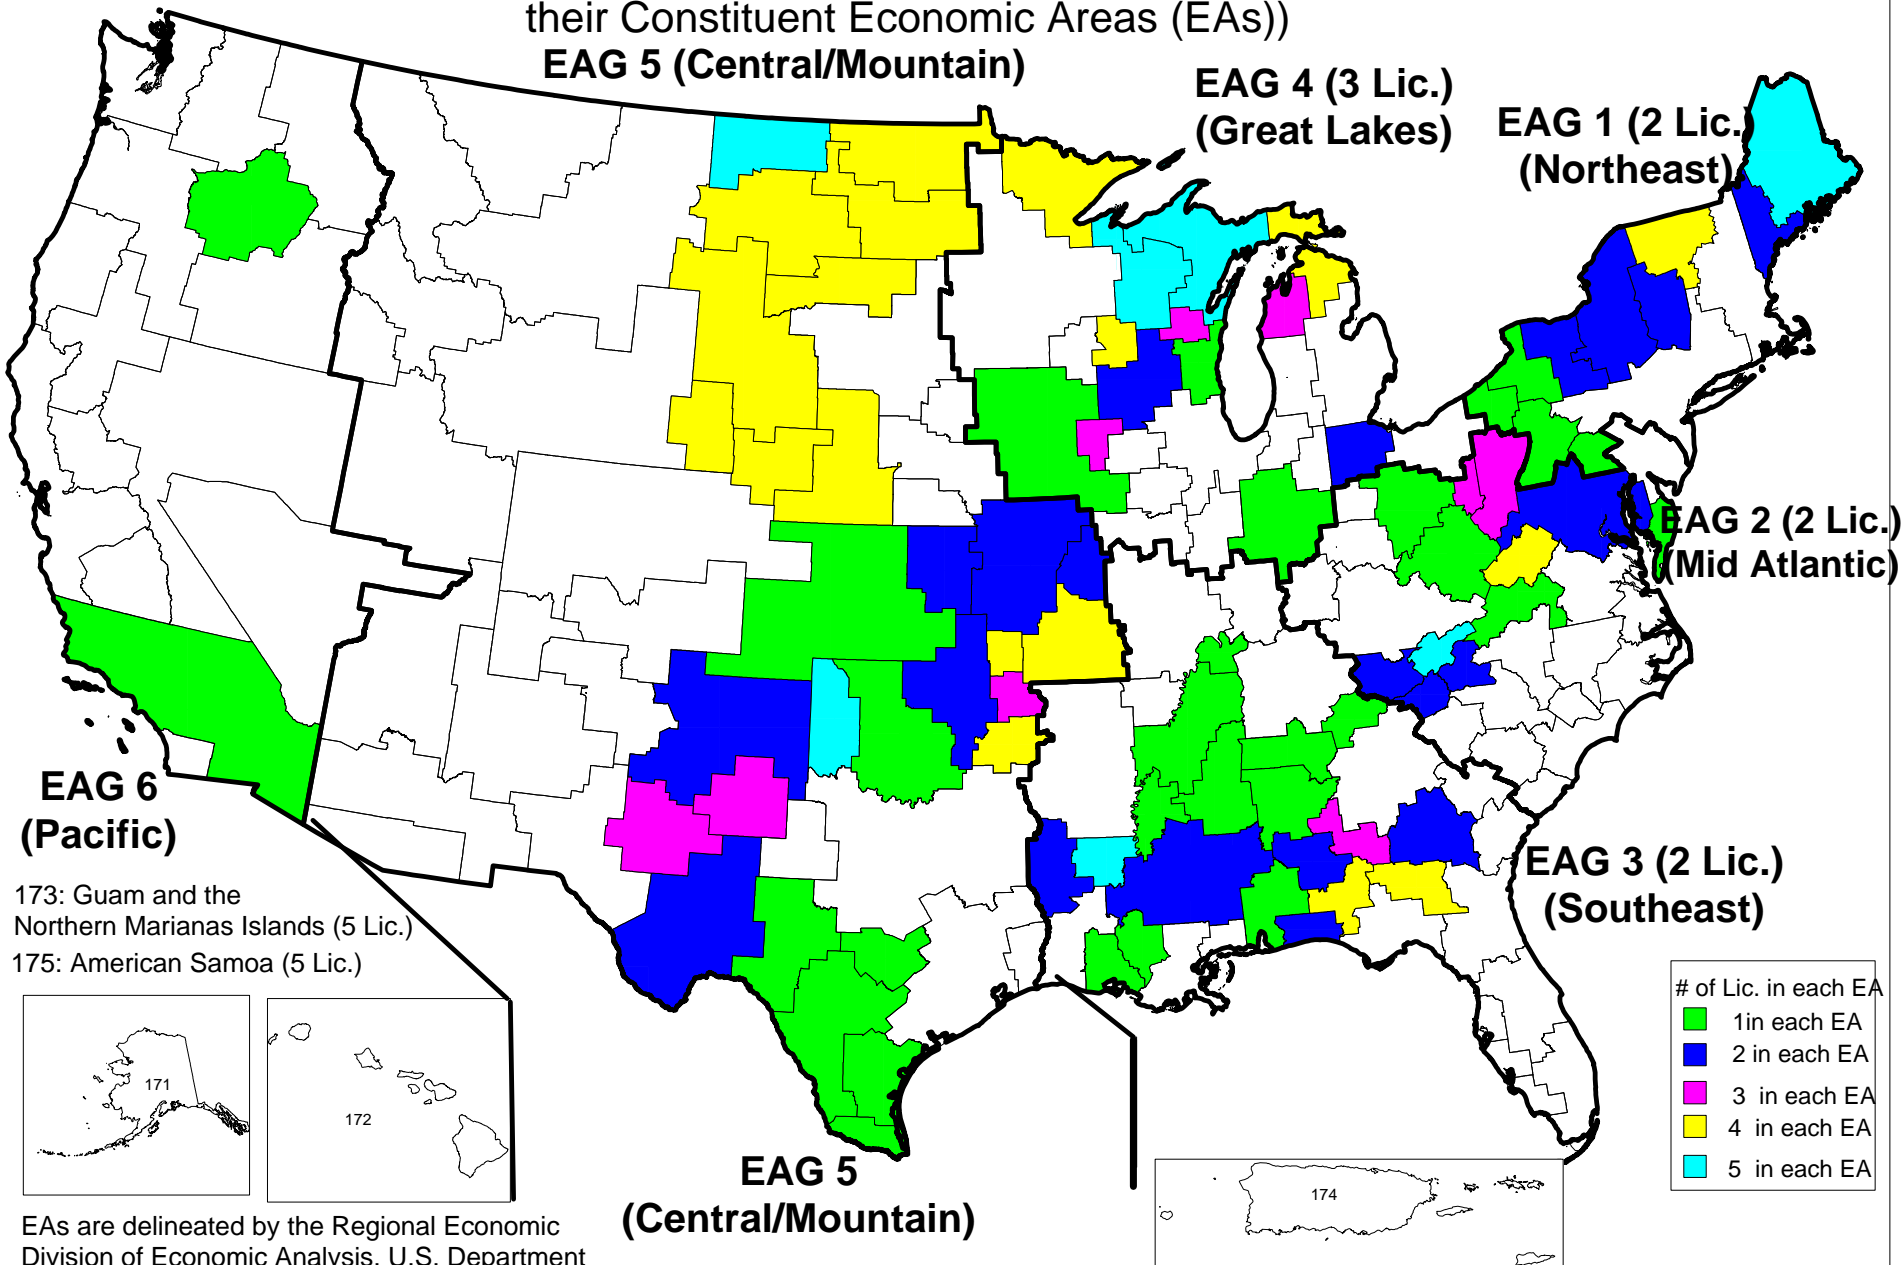 their Constituent Economic Areas (EAs))
EAG 5 (Central/Mountain)
EAG 4 (3 Lic.)
(Great Lakes)
EAG 1 (2 Lic.)
(Northeast)
EAG 2 (2 Lic.)
(Mid Atlantic)
EAG 6
(Pacific)
EAG 3 (2 Lic.)
(Southeast)
173: Guam and the
Northern Marianas Islands (5 Lic.)
175: American Samoa (5 Lic.)
# of Lic. in each EA
1in each EA
2 in each EA
3 in each EA
4 in each EA
5 in each EA
171
172
EAG 5
(Central/Mountain)
174
EAs are delineated by the Regional Economic
Division of Economic Analysis, U.S. Department